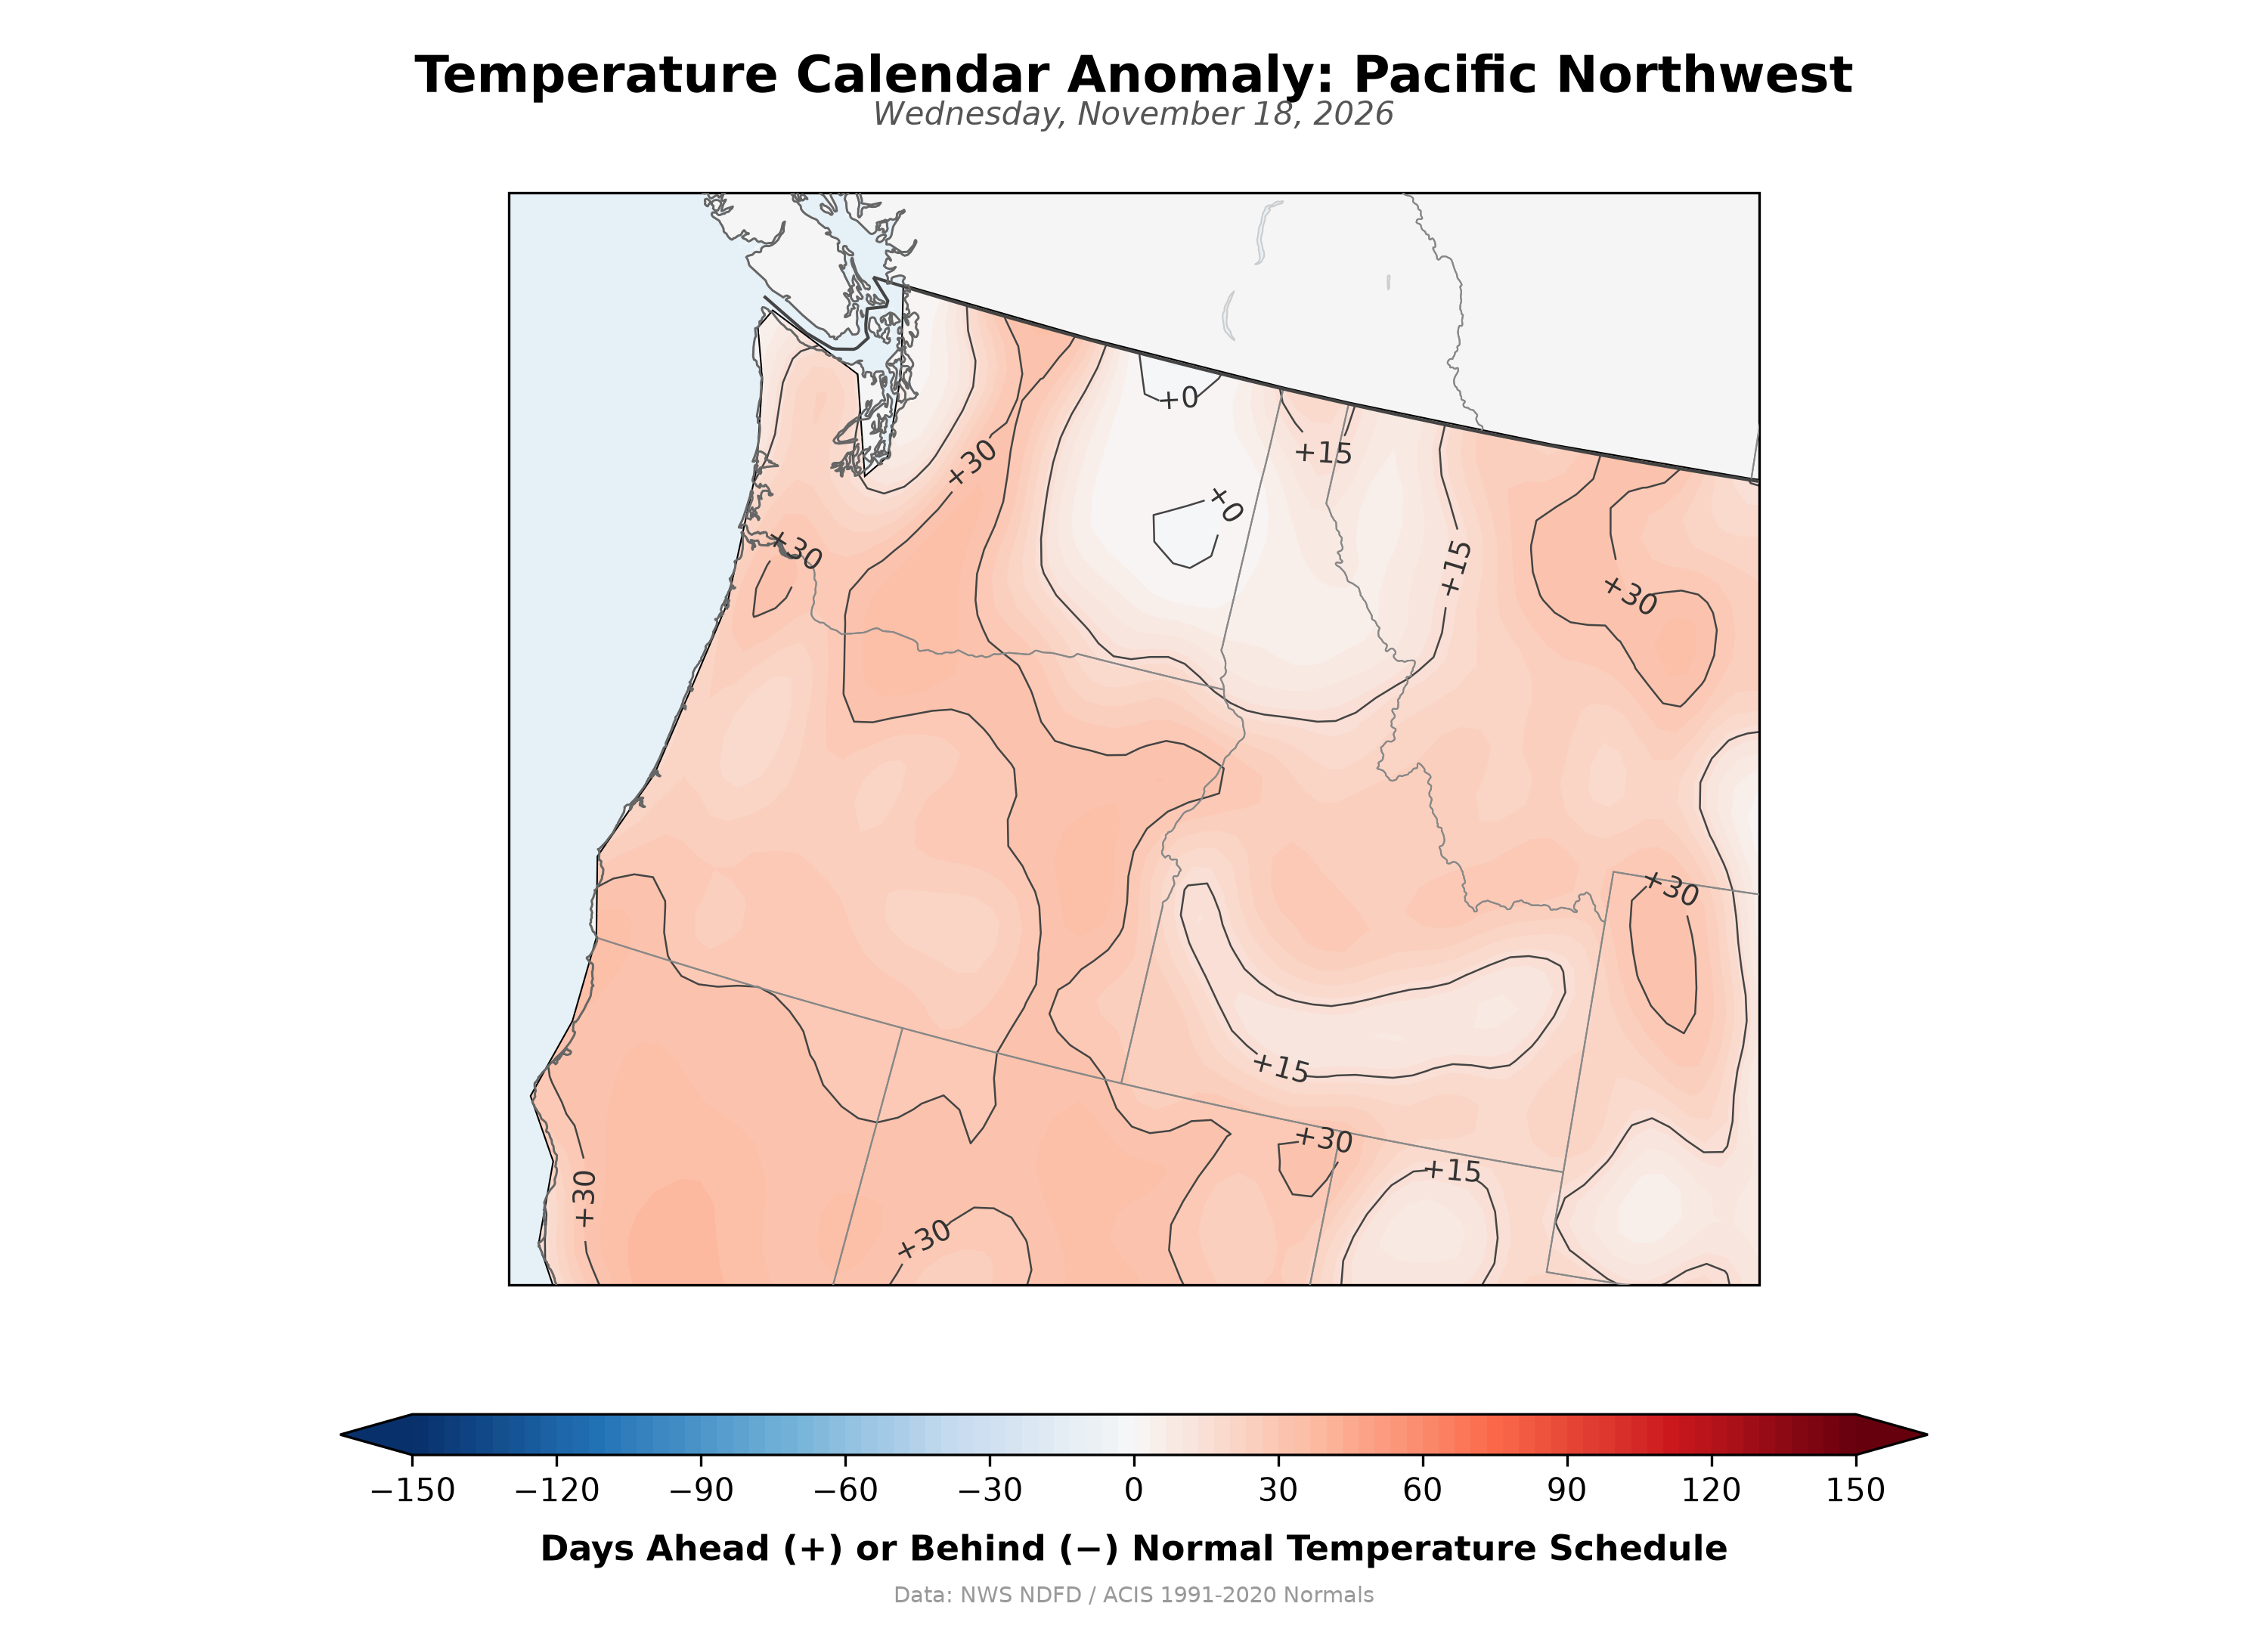 Temperature Calendar Anomaly: Pacific Northwest
Wednesday, November 18, 2026
+0
+15
+30
+0
+30
+15
+30
+30
+15
+30
+15
+30
+30
−150 −120 −90 −60 −30 0 30 60 90 120 150
Days Ahead (+) or Behind (−) Normal Temperature Schedule
Data: NWS NDFD / ACIS 1991-2020 Normals